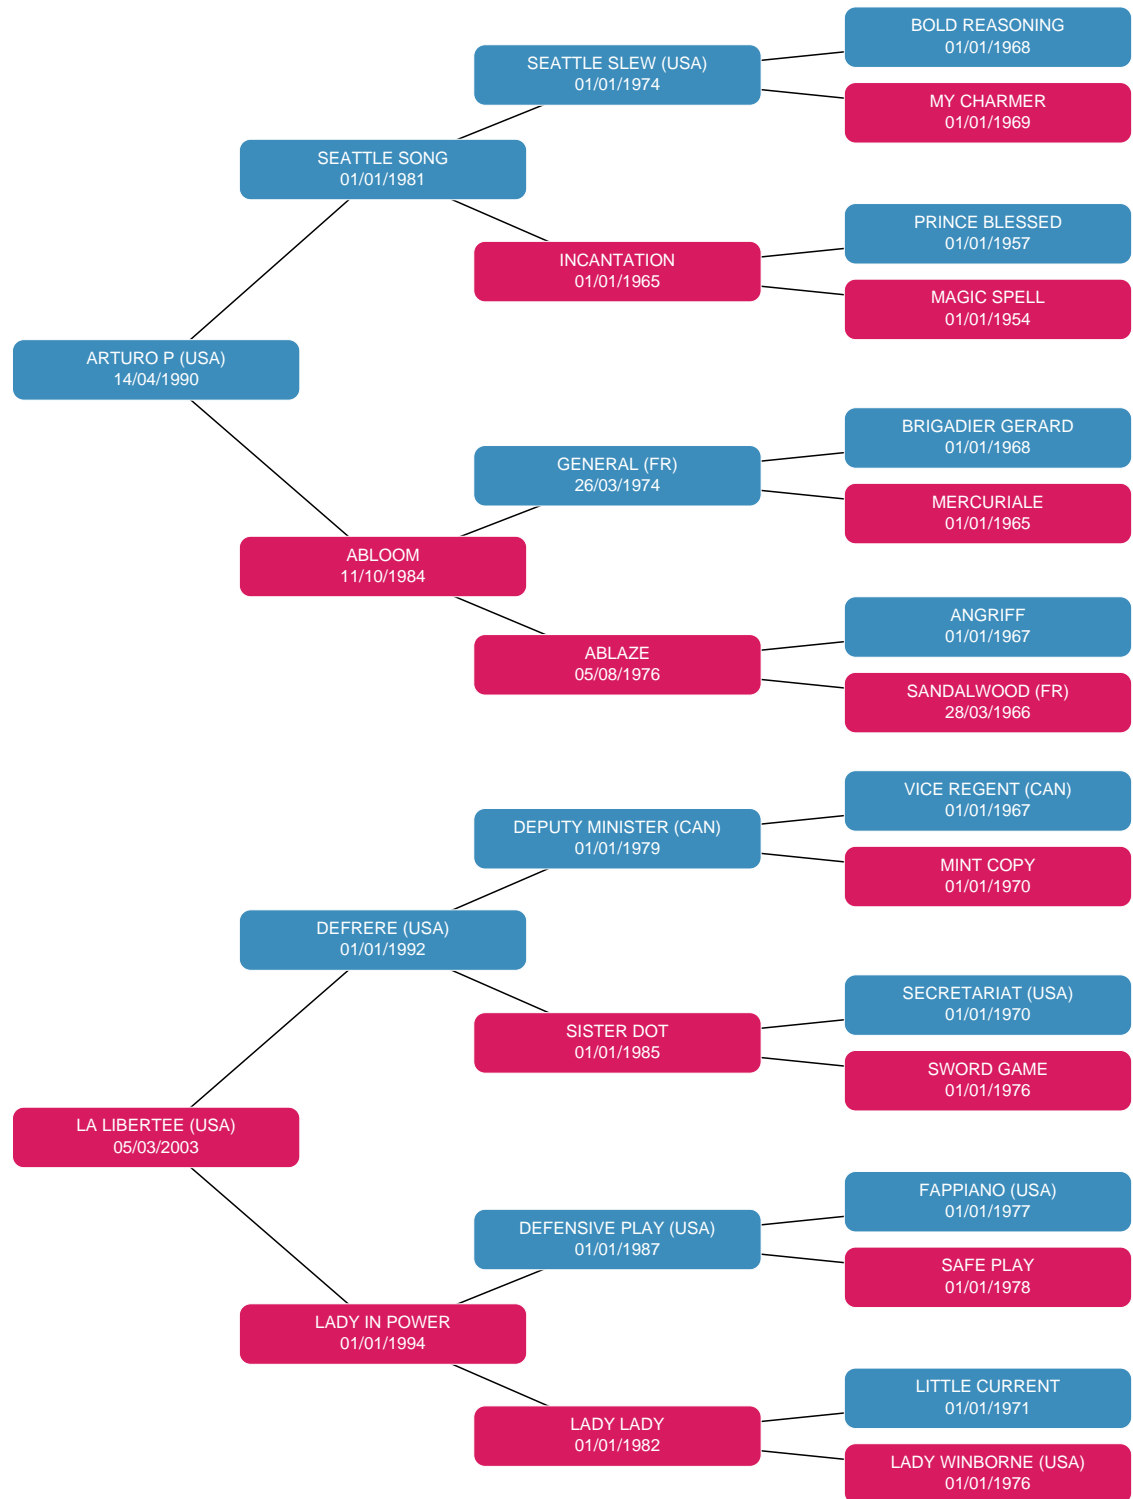 BOLD REASONING
01/01/1968
SEATTLE SLEW (USA)
01/01/1974
MY CHARMER
01/01/1969
SEATTLE SONG
01/01/1981
PRINCE BLESSED
01/01/1957
INCANTATION
01/01/1965
MAGIC SPELL
01/01/1954
ARTURO P (USA)
14/04/1990
BRIGADIER GERARD
01/01/1968
GENERAL (FR)
26/03/1974
MERCURIALE
01/01/1965
ABLOOM
11/10/1984
ANGRIFF
01/01/1967
ABLAZE
05/08/1976
SANDALWOOD (FR)
28/03/1966
VICE REGENT (CAN)
01/01/1967
DEPUTY MINISTER (CAN)
01/01/1979
MINT COPY
01/01/1970
DEFRERE (USA)
01/01/1992
SECRETARIAT (USA)
01/01/1970
SISTER DOT
01/01/1985
SWORD GAME
01/01/1976
LA LIBERTEE (USA)
05/03/2003
FAPPIANO (USA)
01/01/1977
DEFENSIVE PLAY (USA)
01/01/1987
SAFE PLAY
01/01/1978
LADY IN POWER
01/01/1994
LITTLE CURRENT
01/01/1971
LADY LADY
01/01/1982
LADY WINBORNE (USA)
01/01/1976